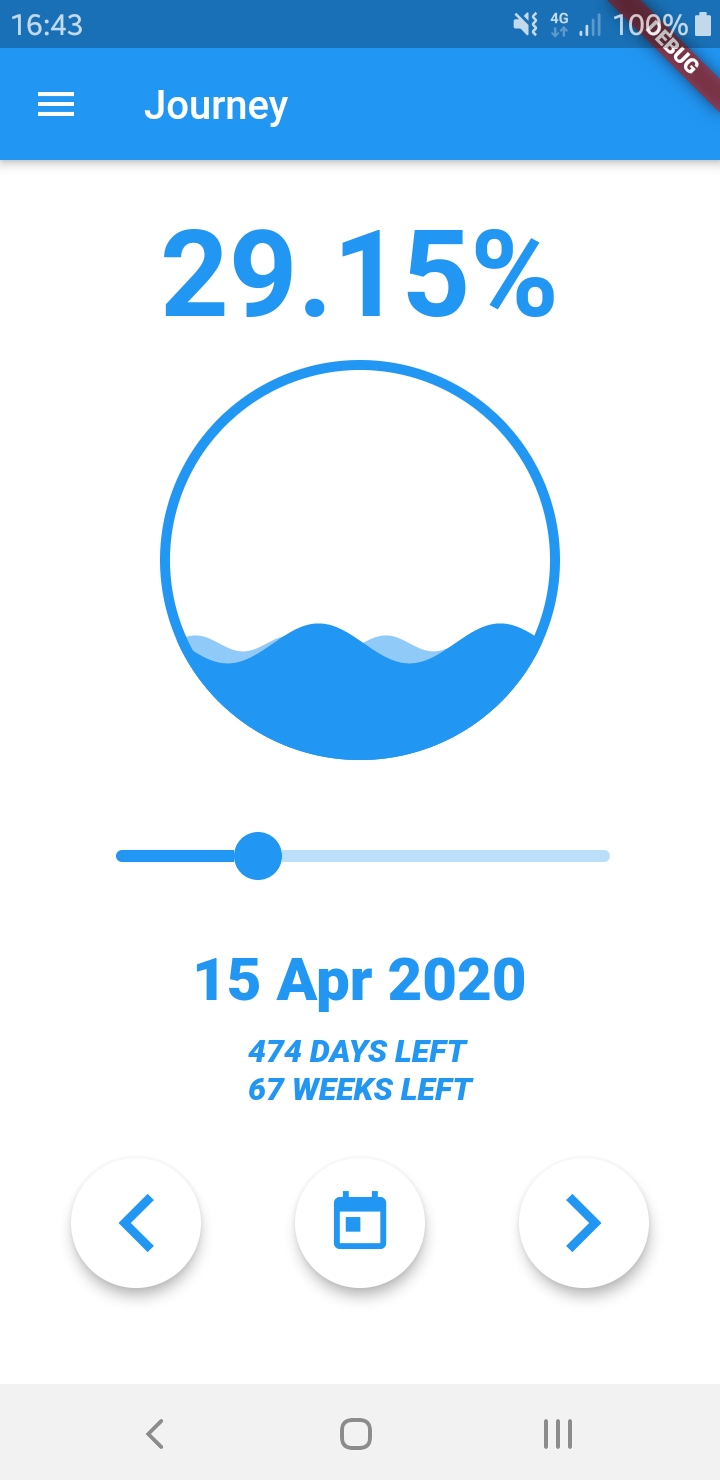 16:43 4G 100%
DEBUG
Journey
29.15%
15 Apr 2020
474 DAYS LEFT
67 WEEKS LEFT